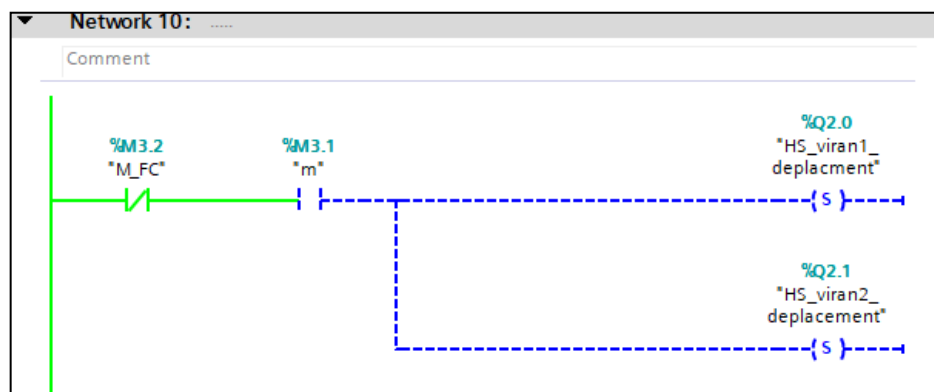 Network 10: .....
Comment
%M3.2
"M_FC"
%M3.1
"m"
%Q2.0
"HS_viran1_
deplacment"
S
%Q2.1
"HS_viran2_
deplacement"
S